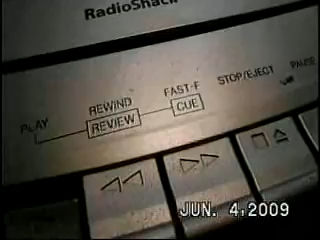 RadioShack
PLAY REWIND FAST-F STOP/EJECT PAUSE
REVIEW CUE
JUN. 4,2009